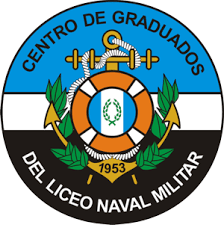 CENTRO DE GRADUADOS
1953
DEL LICEO NAVAL MILITAR